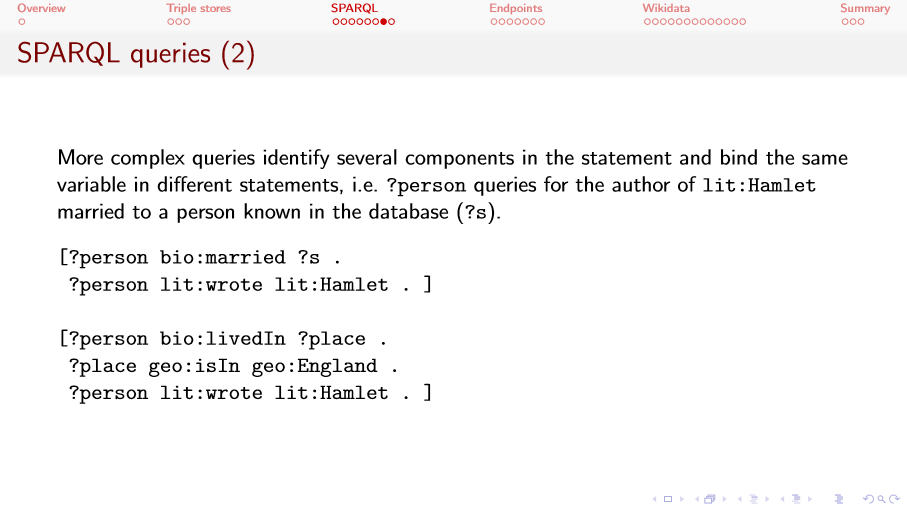 Overview Triple stores SPARQL Endpoints Wikidata Summary
SPARQL queries (2)
More complex queries identify several components in the statement and bind the same
variable in different statements, i.e. ?person queries for the author of lit:Hamlet
married to a person known in the database (?s).
[?person bio:married ?s .
?person lit:wrote lit:Hamlet . ]
[?person bio:livedIn ?place .
?place geo:isIn geo:England .
?person lit:wrote lit:Hamlet . ]